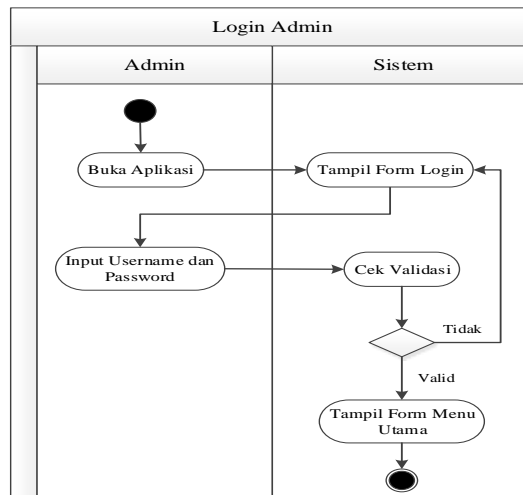 Login Admin
Admin
Sistem
Buka Aplikasi
Tampil Form Login
Input Username dan
Password
Cek Validasi
Tidak
Valid
Tampil Form Menu
Utama